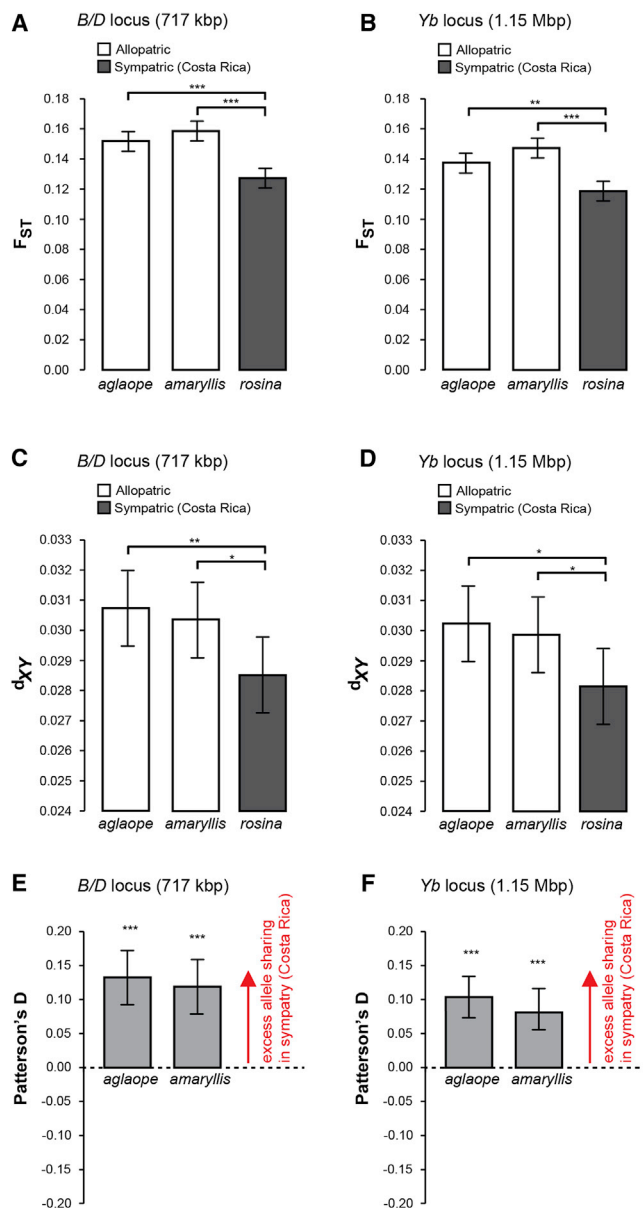 A
B/D locus (717 kbp)
Allopatric
Sympatric (Costa Rica)
***
***
0.18
0.16
0.14
0.12
0.10
0.08
0.06
0.04
0.02
0.00
FST
aglaope amaryllis rosina
B
Yb locus (1.15 Mbp)
Allopatric
Sympatric (Costa Rica)
**
***
0.18
0.16
0.14
0.12
0.10
0.08
0.06
0.04
0.02
0.00
FST
aglaope amaryllis rosina
C
B/D locus (717 kbp)
Allopatric
Sympatric (Costa Rica)
**
*
0.033
0.032
0.031
0.030
0.029
0.028
0.027
0.026
0.025
0.024
dXY
aglaope amaryllis rosina
D
Yb locus (1.15 Mbp)
Allopatric
Sympatric (Costa Rica)
*
*
0.033
0.032
0.031
0.030
0.029
0.028
0.027
0.026
0.025
0.024
dXY
aglaope amaryllis rosina
E
B/D locus (717 kbp)
*** ***
0.20
0.15
0.10
0.05
0.00
-0.05
-0.10
-0.15
-0.20
Patterson's D
aglaope amaryllis
excess allele sharing
in sympatry (Costa Rica)
F
Yb locus (1.15 Mbp)
*** ***
0.20
0.15
0.10
0.05
0.00
-0.05
-0.10
-0.15
-0.20
Patterson's D
aglaope amaryllis
excess allele sharing
in sympatry (Costa Rica)